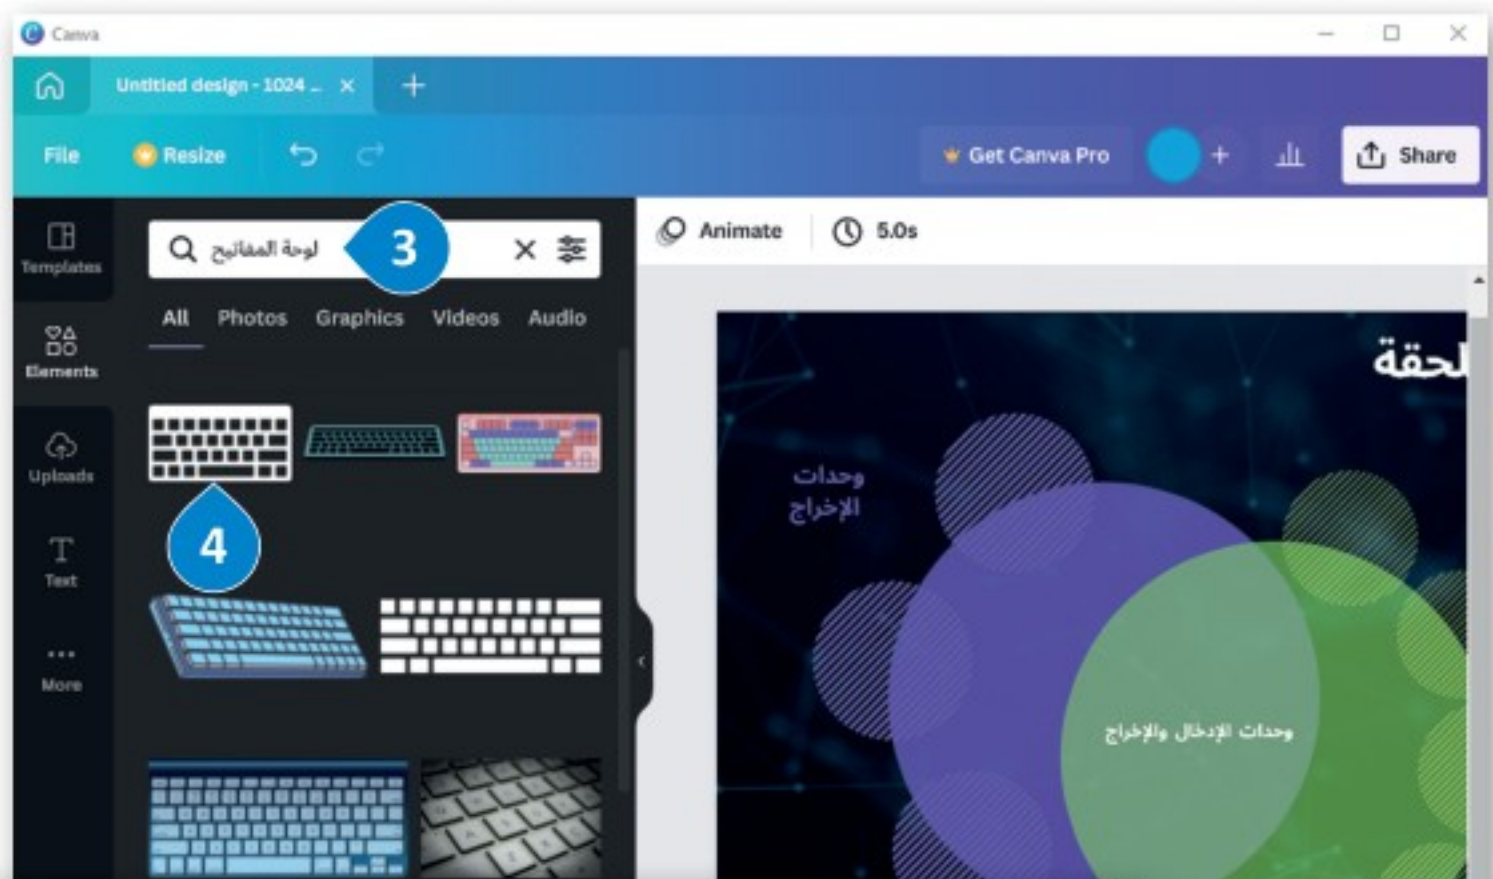 Canva
Untitled design - 1024 ...
File
Resize
Get Canva Pro
Share
Templates
Elements
Uploads
Text
More
لوحة المفاتيح
3
All
Photos
Graphics
Videos
Audio
4
Animate
5.0s
لحقة
وحدات
الإخراج
وحدات الإدخال والإخراج